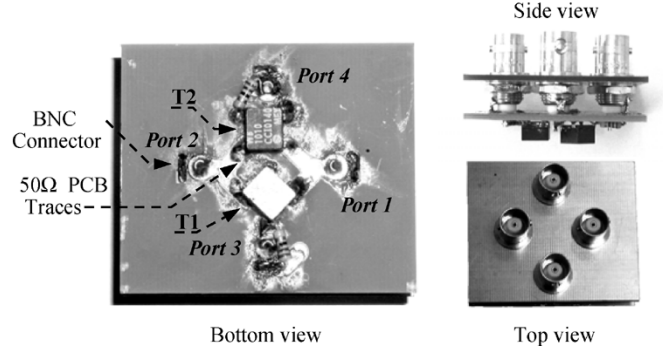 Side view
Port 4
T2
BNC
Connector
Port 2
50Ω PCB
Traces
T1
Port 3
Port 1
Bottom view
Top view